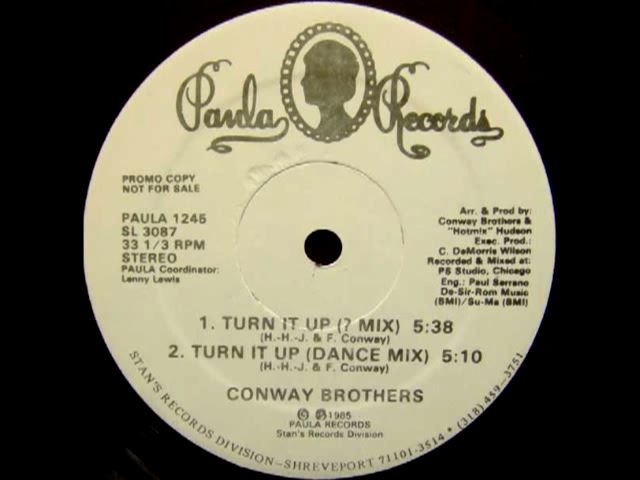 Paula Records
PROMO COPY
NOT FOR SALE
PAULA 1245
SL 3087
33 1/3 RPM
STEREO
PAULA Coordinator:
Lenny Lewis
Arr. & Prod by:
Conway Brothers &
"Hotmix" Hudson
Exec. Prod.:
C. DeMorris Wilson
Recorded & Mixed at:
PS Studio, Chicago
Eng.: Paul Serrano
De-Sir-Rom Music
(BMI)/Su-Ma (BMI)
1. TURN IT UP (? MIX) 5:38
(H.-H.-J. & F. Conway)
2. TURN IT UP (DANCE MIX) 5:10
(H.-H.-J. & F. Conway)
CONWAY BROTHERS
© ℗ 1985
PAULA RECORDS
Stan's Records Division
STAN'S RECORDS DIVISION–SHREVEPORT 71101-3514 * (318) 459-3751